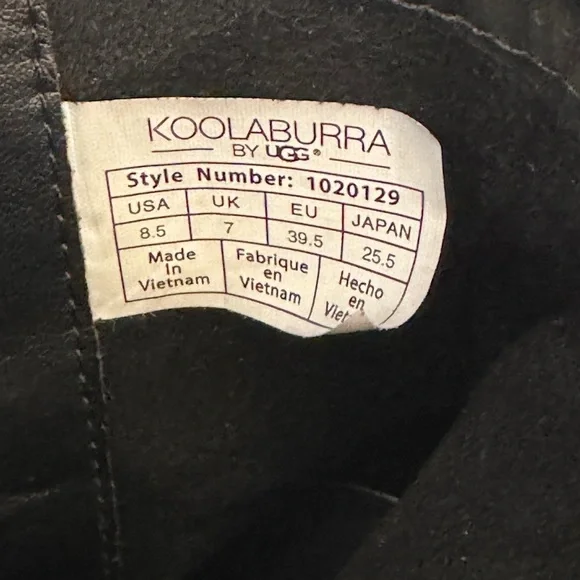 KOOLABURRA
BY UGG®
Style Number: 1020129
USA UK EU JAPAN
8.5 7 39.5 25.5
Made In Vietnam
Fabrique en Vietnam
Hecho en